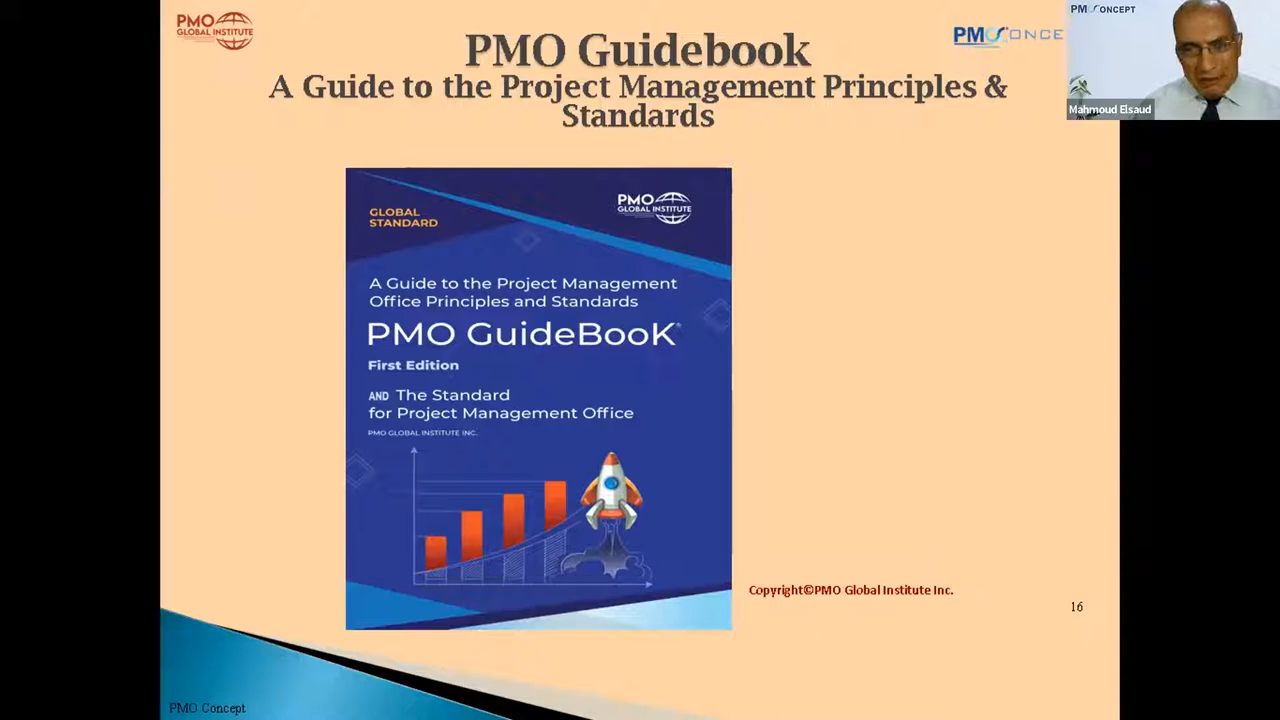 PMO
GLOBAL INSTITUTE
PMO Guidebook
A Guide to the Project Management Principles &
Standards
PMOCONCE
PM CONCEPT
Mahmoud Elsaud
GLOBAL
STANDARD
PMO
GLOBAL INSTITUTE
A Guide to the Project Management
Office Principles and Standards
PMO GuideBooK®
First Edition
AND The Standard
for Project Management Office
PMO GLOBAL INSTITUTE INC.
Copyright©PMO Global Institute Inc.
16
PMO Concept